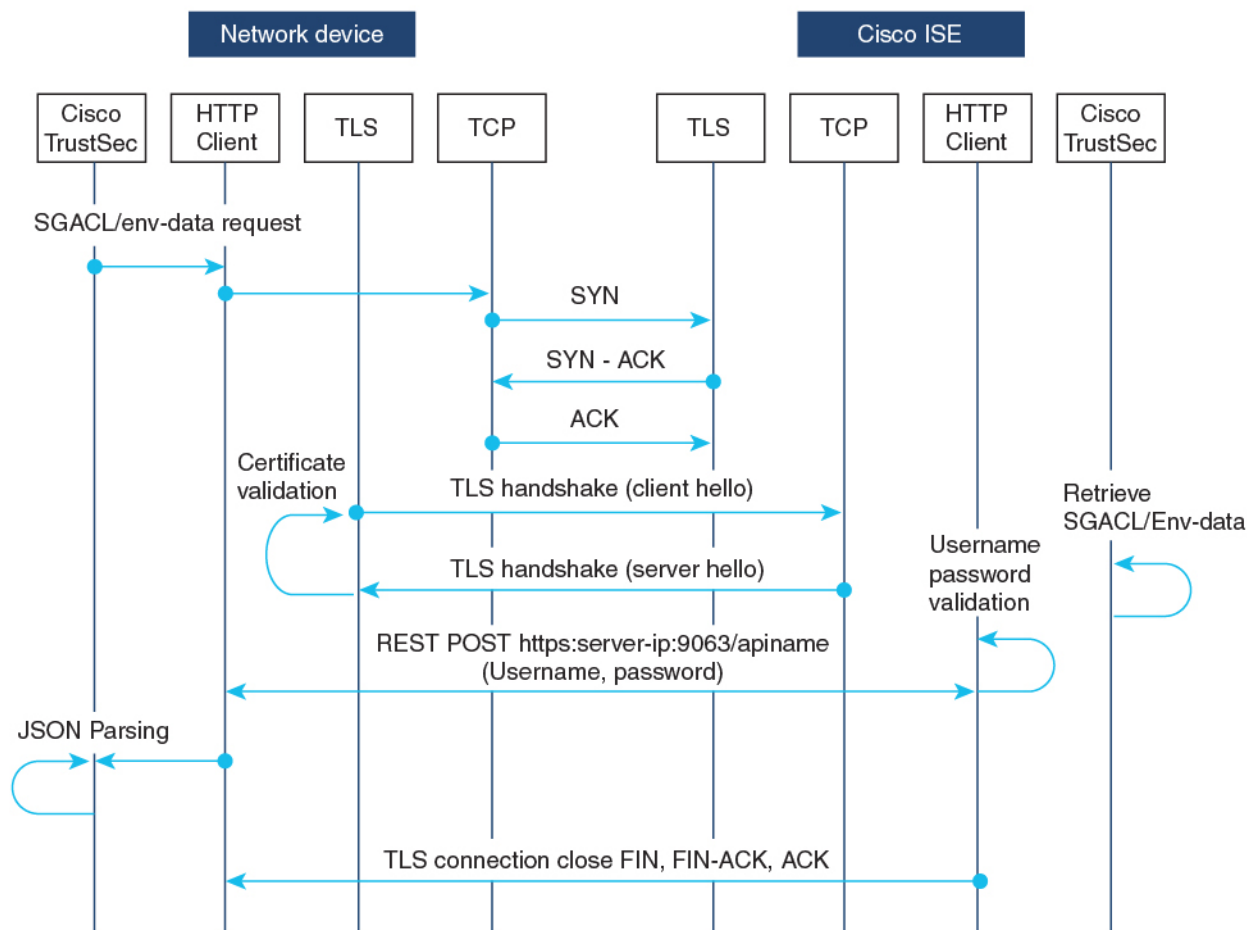 Network device
Cisco ISE
Cisco
TrustSec
HTTP
Client
TLS
TCP
TLS
TCP
HTTP
Client
Cisco
TrustSec
SGACL/env-data request
SYN
SYN - ACK
ACK
Certificate
validation
TLS handshake (client hello)
Retrieve
SGACL/Env-data
Username
password
validation
TLS handshake (server hello)
REST POST https:server-ip:9063/apiname
(Username, password)
JSON Parsing
TLS connection close FIN, FIN-ACK, ACK